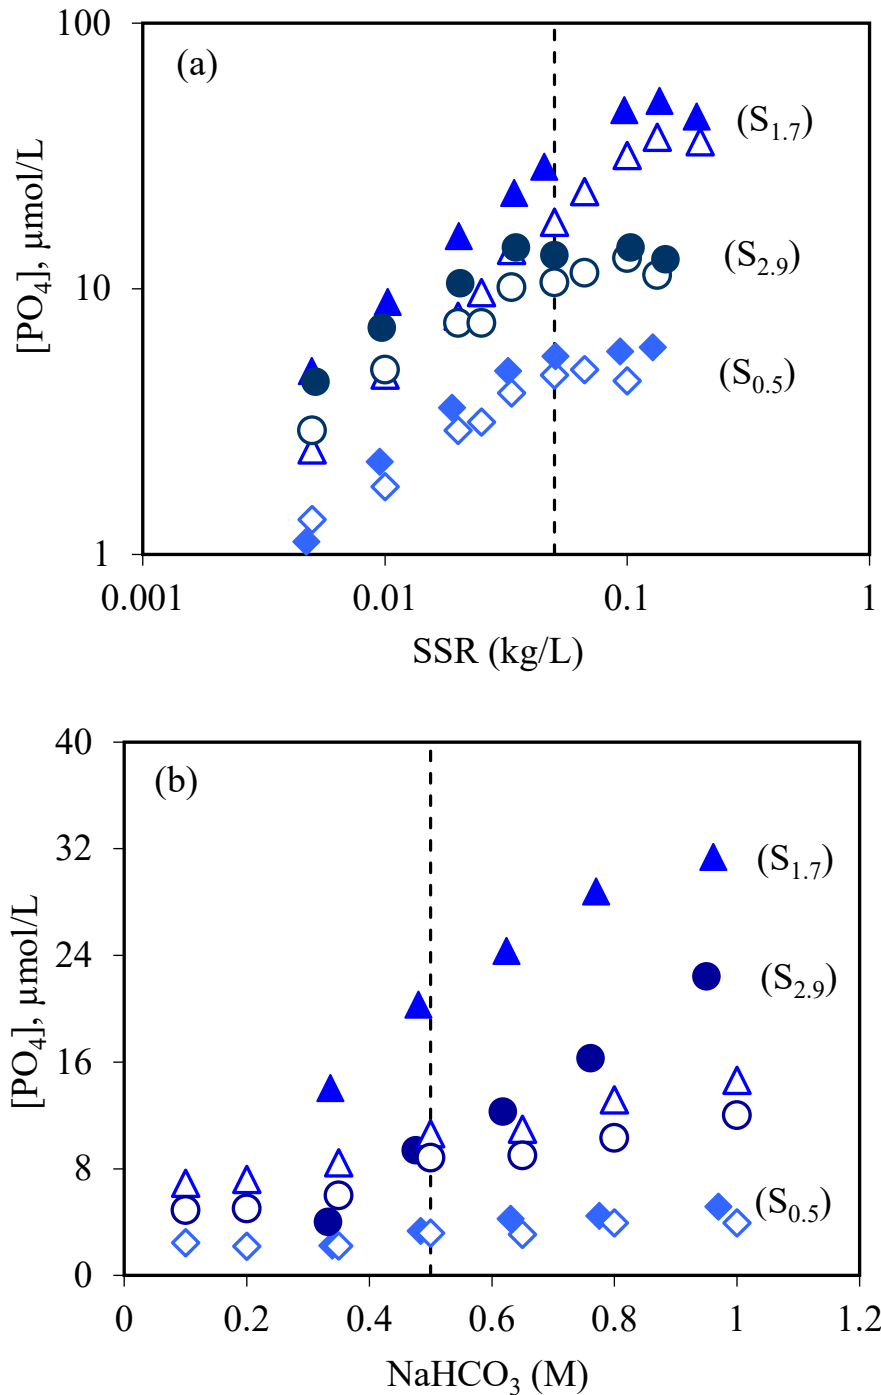 100
(a)
(S1.7)
[PO4], µmol/L
10
(S2.9)
(S0.5)
1
0.001 0.01 0.1 1
SSR (kg/L)
40
(b)
32
(S1.7)
24
(S2.9)
[PO4], µmol/L
16
8
(S0.5)
0
0 0.2 0.4 0.6 0.8 1 1.2
NaHCO3 (M)